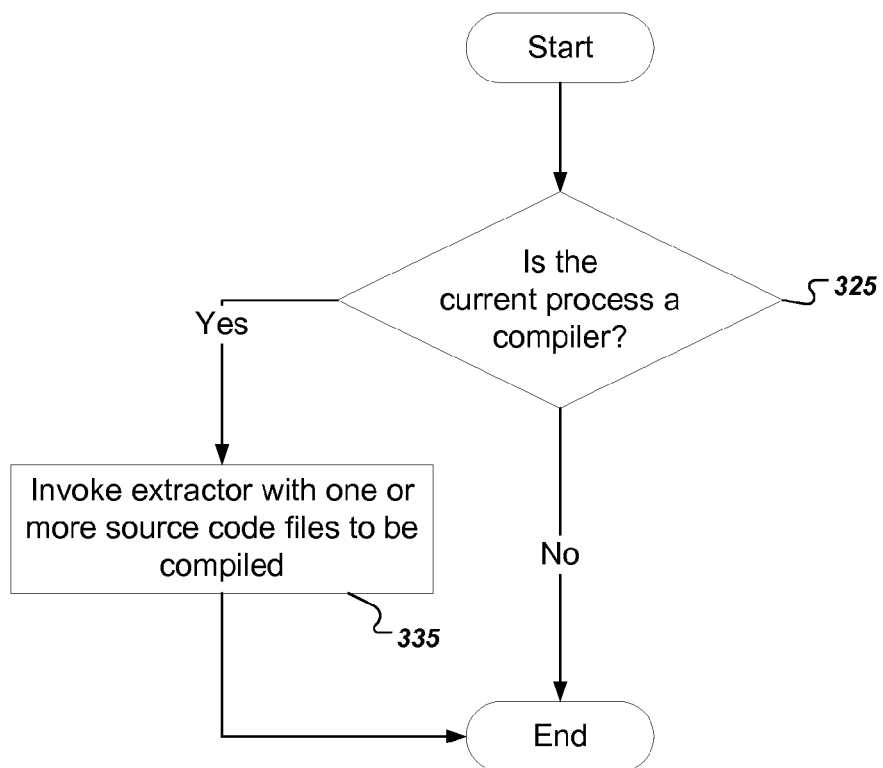 Start
Is the
current process a
compiler?
325
Yes
Invoke extractor with one or
more source code files to be
compiled
335
No
End